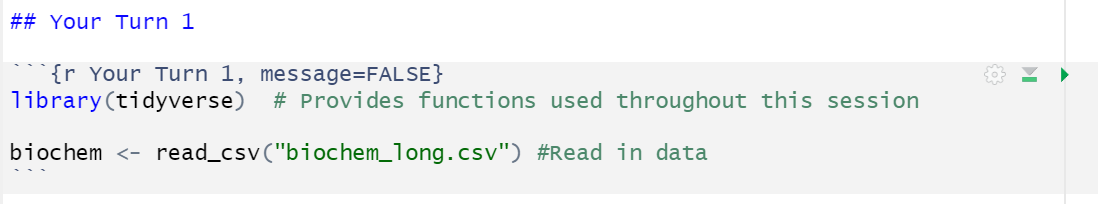 ## Your Turn 1
```{r Your Turn 1, message=FALSE}
library(tidyverse)  # Provides functions used throughout this session
biochem <- read_csv("biochem_long.csv") #Read in data
```